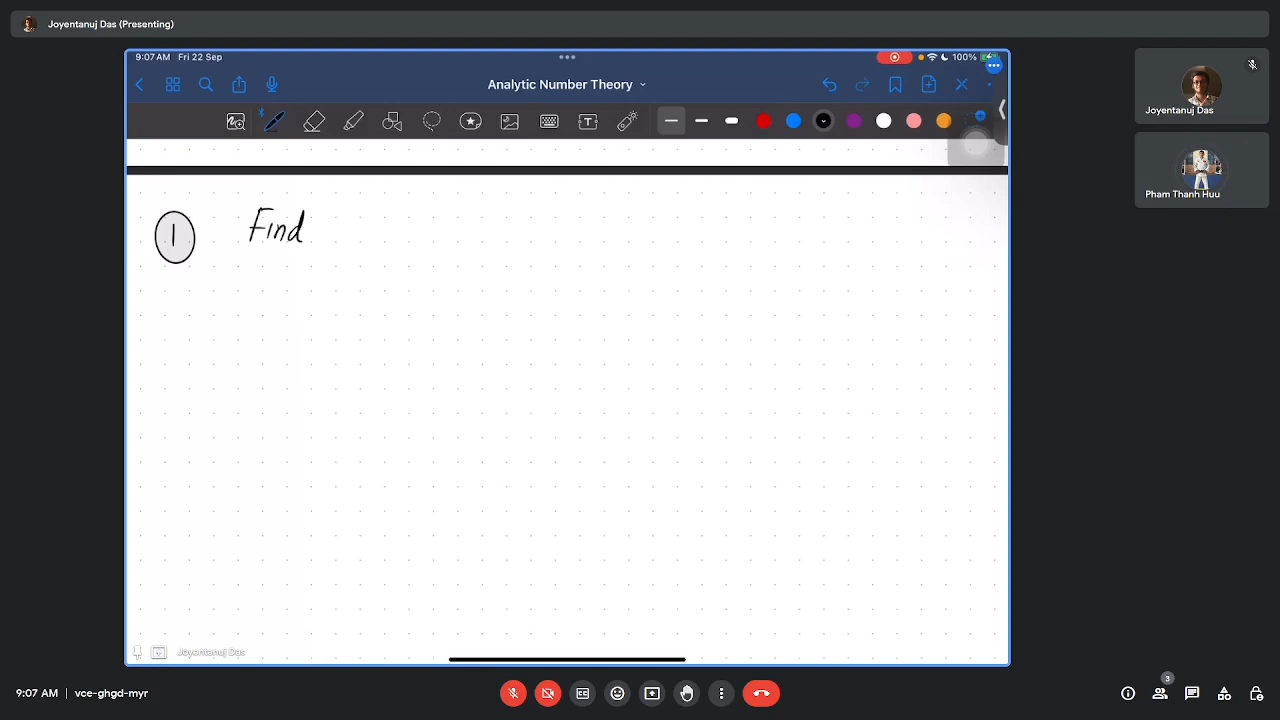 Joyentanuj Das (Presenting)
9:07 AM Fri 22 Sep
100%
Analytic Number Theory
1 Find
Joyentanuj Das
Pham Thanh Huu
Joyentanuj Das
9:07 AM | vce-ghgd-myr
3